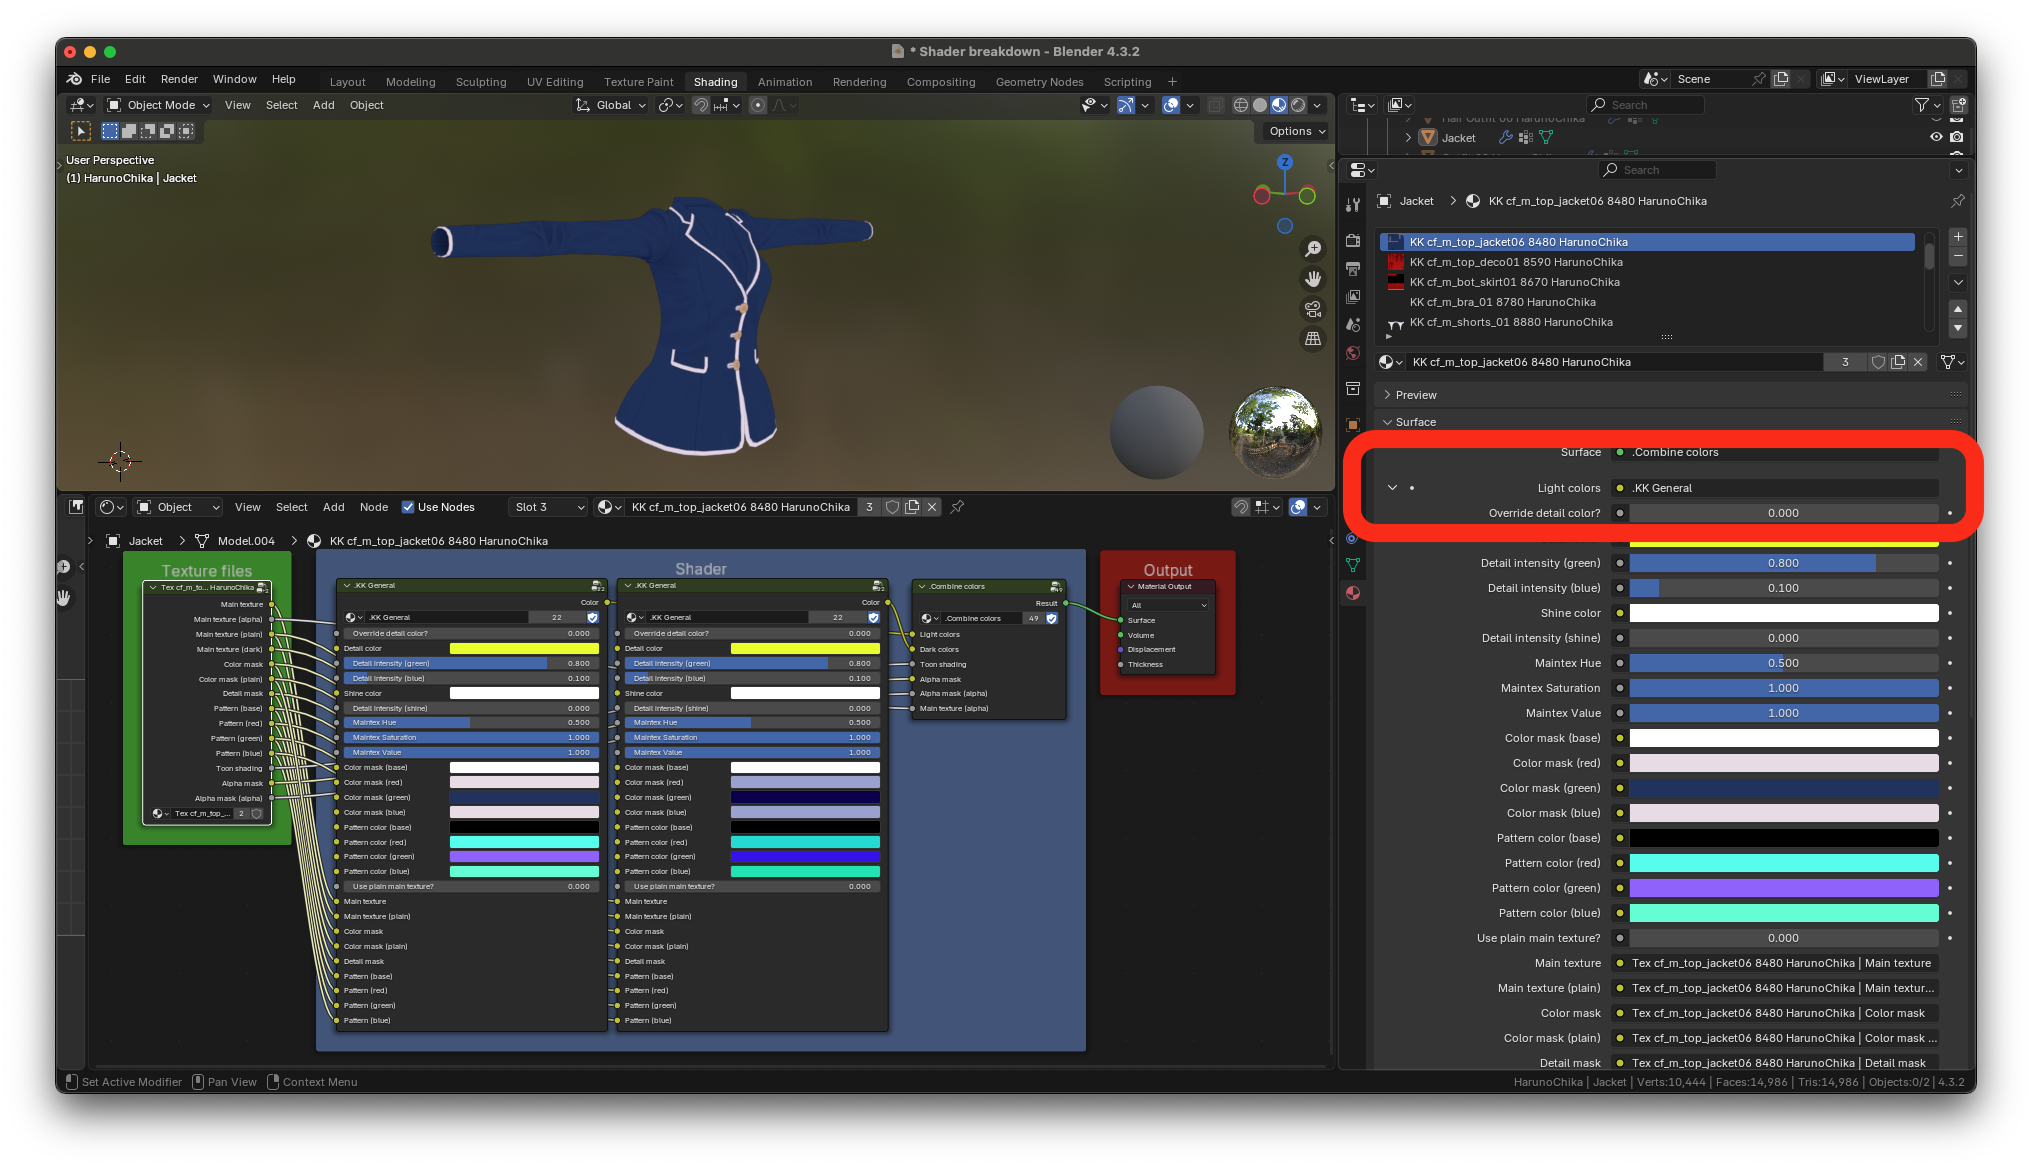 * Shader breakdown - Blender 4.3.2
File Edit Render Window Help
Layout Modeling Sculpting UV Editing Texture Paint Shading Animation Rendering Compositing Geometry Nodes Scripting +
Scene
ViewLayer
Object Mode View Select Add Object
Global
Search
Options
User Perspective
(1) HarunoChika | Jacket
Z
Jacket
Search
Jacket > KK cf_m_top_jacket06 8480 HarunoChika
KK cf_m_top_jacket06 8480 HarunoChika
KK cf_m_top_deco01 8590 HarunoChika
KK cf_m_bot_skirt01 8670 HarunoChika
KK cf_m_bra_01 8780 HarunoChika
KK cf_m_shorts_01 8880 HarunoChika
KK cf_m_top_jacket06 8480 HarunoChika 3
Preview
Surface
Surface .Combine colors
Light colors .KK General
Override detail color? 0.000
Detail intensity (green) 0.800
Detail intensity (blue) 0.100
Shine color
Detail intensity (shine) 0.000
Maintex Hue 0.500
Maintex Saturation 1.000
Maintex Value 1.000
Color mask (base)
Color mask (red)
Color mask (green)
Color mask (blue)
Pattern color (base)
Pattern color (red)
Pattern color (green)
Pattern color (blue)
Use plain main texture? 0.000
Main texture Tex cf_m_top_jacket06 8480 HarunoChika | Main texture
Main texture (plain) Tex cf_m_top_jacket06 8480 HarunoChika | Main textur...
Color mask Tex cf_m_top_jacket06 8480 HarunoChika | Color mask
Color mask (plain) Tex cf_m_top_jacket06 8480 HarunoChika | Color mask ...
Detail mask Tex cf_m_top_jacket06 8480 HarunoChika | Detail mask
Object View Select Add Node Use Nodes Slot 3 KK cf_m_top_jacket06 8480 HarunoChika 3
Jacket > Model.004 > KK cf_m_top_jacket06 8480 HarunoChika
Texture files
Tex cf_m_to... HarunoChika
Main texture
Main texture (alpha)
Main texture (plain)
Main texture (dark)
Color mask
Color mask (plain)
Detail mask
Pattern (base)
Pattern (red)
Pattern (green)
Pattern (blue)
Toon shading
Alpha mask
Alpha mask (alpha)
Tex cf_m_top_... 2
Shader
.KK General
Color
.KK General 22
Override detail color? 0.000
Detail color
Detail intensity (green) 0.800
Detail intensity (blue) 0.100
Shine color
Detail intensity (shine) 0.000
Maintex Hue 0.500
Maintex Saturation 1.000
Maintex Value 1.000
Color mask (base)
Color mask (red)
Color mask (green)
Color mask (blue)
Pattern color (base)
Pattern color (red)
Pattern color (green)
Pattern color (blue)
Use plain main texture? 0.000
Main texture
Main texture (plain)
Color mask
Color mask (plain)
Detail mask
Pattern (base)
Pattern (red)
Pattern (green)
Pattern (blue)
.KK General
Color
.KK General 22
Override detail color? 0.000
Detail color
Detail intensity (green) 0.800
Detail intensity (blue) 0.100
Shine color
Detail intensity (shine) 0.000
Maintex Hue 0.500
Maintex Saturation 1.000
Maintex Value 1.000
Color mask (base)
Color mask (red)
Color mask (green)
Color mask (blue)
Pattern color (base)
Pattern color (red)
Pattern color (green)
Pattern color (blue)
Use plain main texture? 0.000
Main texture
Main texture (plain)
Color mask
Color mask (plain)
Detail mask
Pattern (base)
Pattern (red)
Pattern (green)
Pattern (blue)
.Combine colors
Result
.Combine colors 49
Light colors
Dark colors
Toon shading
Alpha mask
Alpha mask (alpha)
Main texture (alpha)
Output
Material Output
All
Surface
Volume
Displacement
Thickness
Set Active Modifier Pan View Context Menu
HarunoChika | Jacket | Verts:10,444 | Faces:14,986 | Tris:14,986 | Objects:0/2 | 4.3.2